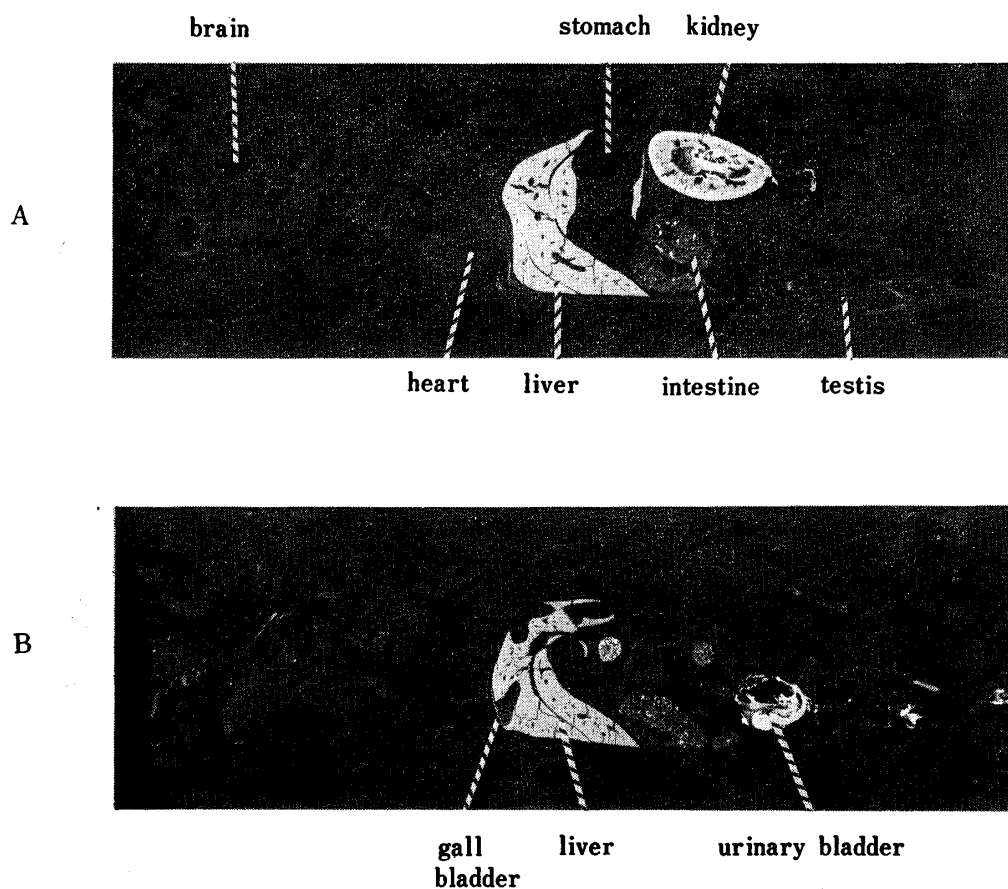 brain stomach kidney
A
heart liver intestine testis
B
gall bladder liver urinary bladder